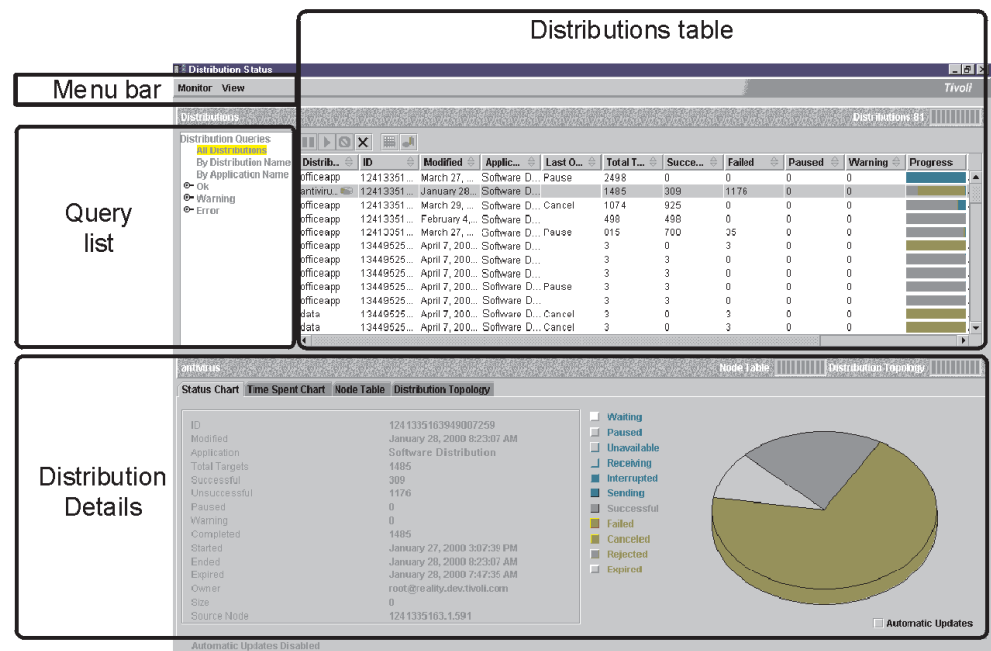 Distributions table
Distribution Status
Menu bar
Monitor View
Tivoli
Distributions
Distributions 81
Query list
Distribution Queries
All Distributions
By Distribution Name
By Application Name
Ok
Warning
Error
Distrib... ID Modified Applic... Last O... Total T... Succe... Failed Paused Warning Progress
officeapp 12413351... March 27, ... Software D... Pause 2498 0 0 0 0
antiviru... January 28... Software D... 1485 309 1176 0 0
officeapp 12413351... March 29, ... Software D... Cancel 1074 925 0 0 0
officeapp 12413351... February 4,... Software D... 498 498 0 0 0
officeapp 12413351... March 27, ... Software D... Pause 815 700 35 0 0
officeapp 13449525... April 7, 200... Software D... 3 0 3 0 0
officeapp 13449525... April 7, 200... Software D... 3 3 0 0 0
officeapp 13449525... April 7, 200... Software D... 3 3 0 0 0
officeapp 13449525... April 7, 200... Software D... Pause 3 3 0 0 0
officeapp 13449525... April 7, 200... Software D... 3 3 0 0 0
data 13449525... April 7, 200... Software D... Cancel 3 0 3 0 0
data 13449525... April 7, 200... Software D... Cancel 3 0 3 0 0
Distribution Details
antivirus
Node Table
Distribution Topology
Status Chart Time Spent Chart Node Table Distribution Topology
ID 1241335163949007259
Modified January 28, 2000 8:23:07 AM
Application Software Distribution
Total Targets 1485
Successful 309
Unsuccessful 1176
Paused 0
Warning 0
Completed 1485
Started January 27, 2000 3:07:39 PM
Ended January 28, 2000 8:23:07 AM
Expired January 28, 2000 7:47:35 AM
Owner root@reality.dev.tivoli.com
Size 0
Source Node 1241335163.1.591
Waiting
Paused
Unavailable
Receiving
Interrupted
Sending
Successful
Failed
Canceled
Rejected
Expired
Automatic Updates
Automatic Updates Disabled